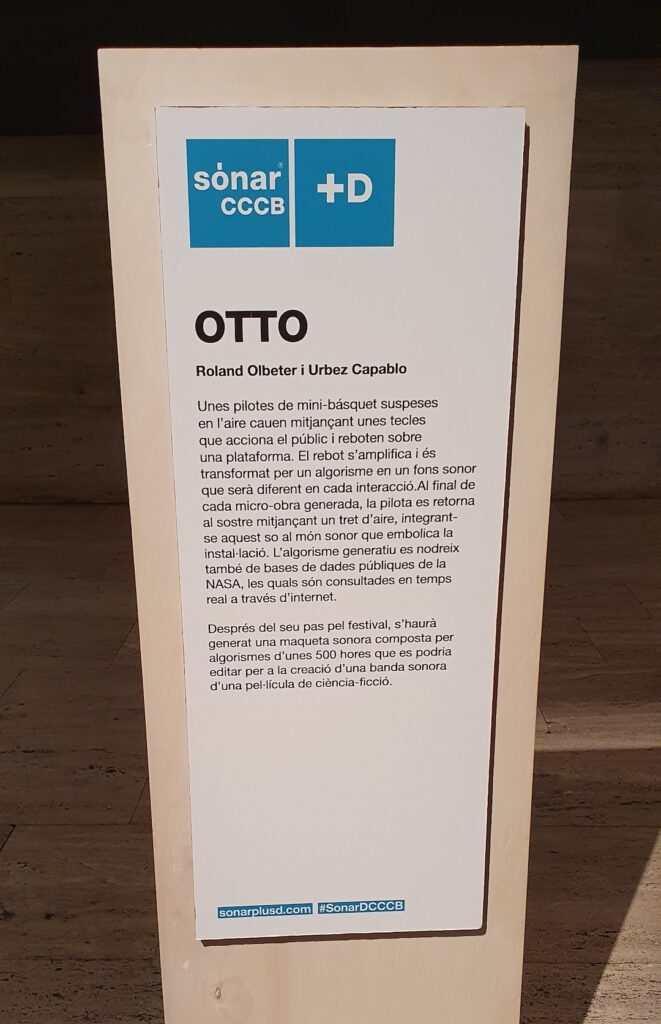 sónar®
CCCB
+D
OTTO
Roland Olbeter i Urbez Capablo
Unes pilotes de mini-básquet suspeses
en l'aire cauen mitjançant unes tecles
que acciona el públic i reboten sobre
una plataforma. El rebot s'amplifica i és
transformat per un algorisme en un fons sonor
que serà diferent en cada interacció.Al final de
cada micro-obra generada, la pilota es retorna
al sostre mitjançant un tret d'aire, integrant-
se aquest so al món sonor que embolica la
instal·lació. L'algorisme generatiu es nodreix
també de bases de dades públiques de la
NASA, les quals són consultades en temps
real a través d'internet.
Després del seu pas pel festival, s'haurà
generat una maqueta sonora composta per
algorismes d'unes 500 hores que es podria
editar per a la creació d'una banda sonora
d'una pel·lícula de ciència-ficció.
sonarplusd.com #SonarDCCCB